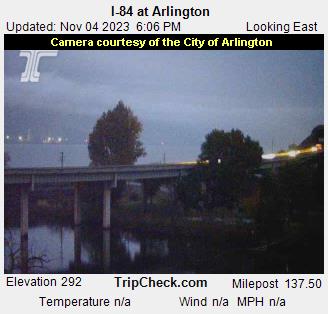 I-84 at Arlington
Updated: Nov 04 2023 6:06 PM Looking East
Camera courtesy of the City of Arlington
Elevation 292 TripCheck.com Milepost 137.50
Temperature n/a Wind n/a MPH n/a